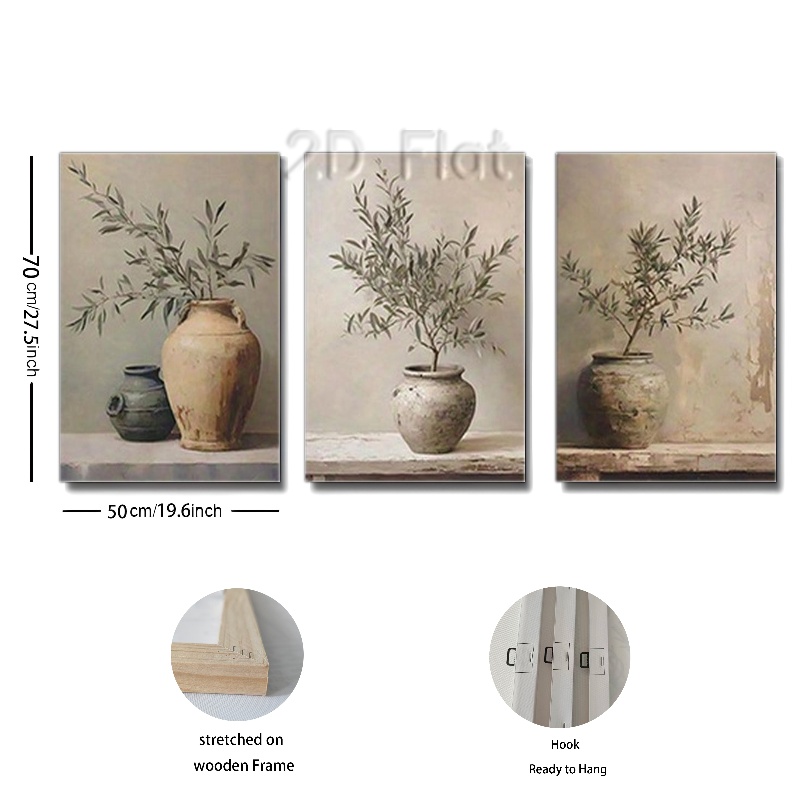 2D Flat
70 cm/27.5inch
50 cm/19.6inch
stretched on
wooden Frame
Hook
Ready to Hang